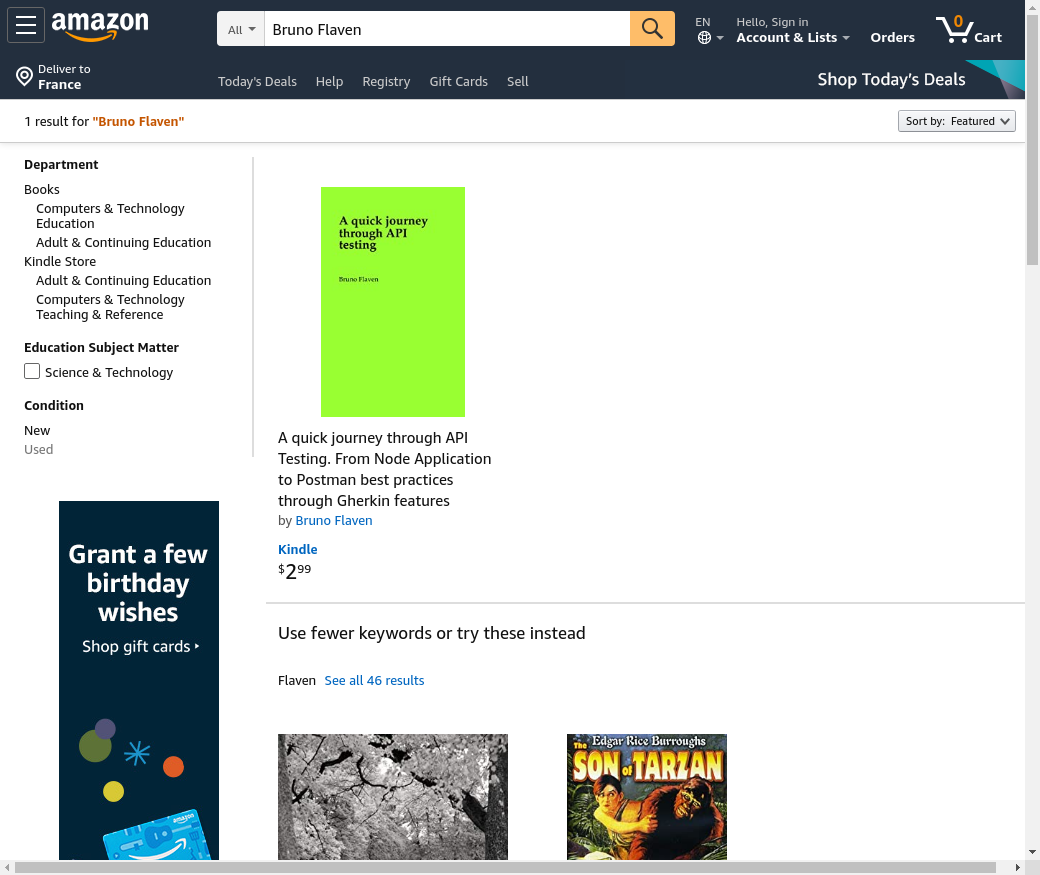 amazon
All
Bruno Flaven
EN
Hello, Sign in
Account & Lists
Orders
0
Cart
Deliver to
France
Today's Deals
Help
Registry
Gift Cards
Sell
Shop Today's Deals
1 result for "Bruno Flaven"
Sort by: Featured
Department
Books
Computers & Technology
Education
Adult & Continuing Education
Kindle Store
Adult & Continuing Education
Computers & Technology
Teaching & Reference
Education Subject Matter
Science & Technology
Condition
New
Used
Grant a few
birthday
wishes
Shop gift cards
amazon
A quick journey
through API
testing
Bruno Flaven
A quick journey through API
Testing. From Node Application
to Postman best practices
through Gherkin features
by Bruno Flaven
Kindle
$299
Use fewer keywords or try these instead
Flaven See all 46 results
Edgar Rice Burroughs
The
SON of TARZAN